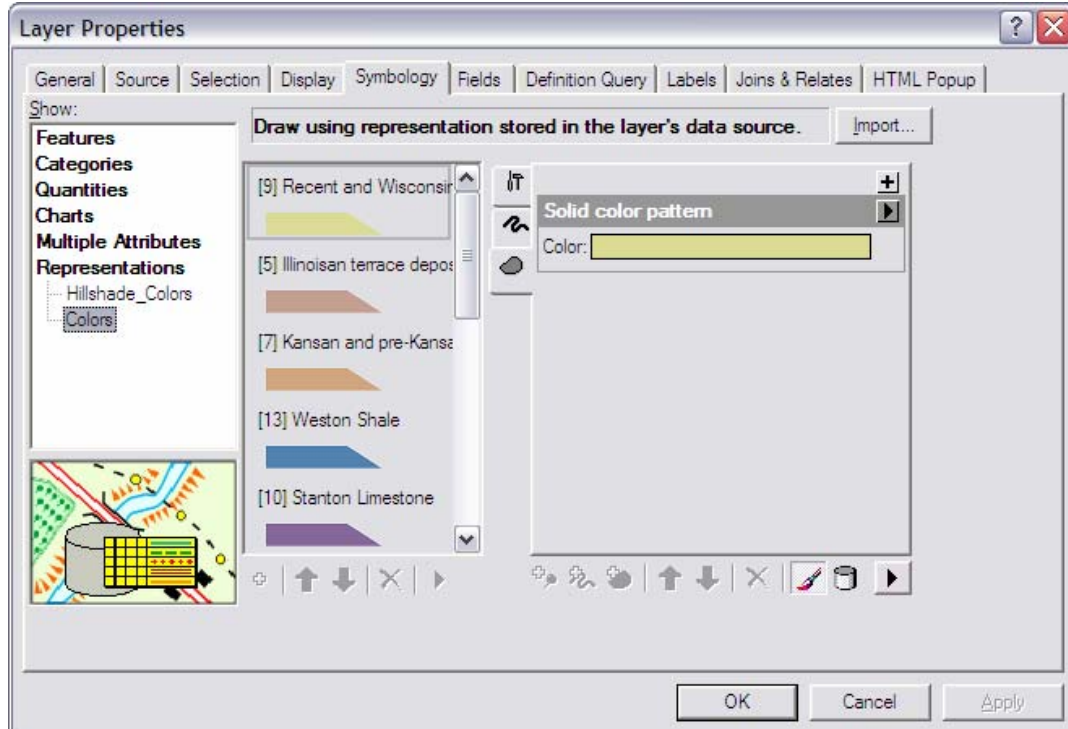 Layer Properties
General Source Selection Display Symbology Fields Definition Query Labels Joins & Relates HTML Popup
Show:
Features
Categories
Quantities
Charts
Multiple Attributes
Representations
Hillshade_Colors
Colors
Draw using representation stored in the layer's data source.
Import...
[9] Recent and Wisconsin
[5] Illinoisan terrace depos
[7] Kansan and pre-Kansa
[13] Weston Shale
[10] Stanton Limestone
Solid color pattern
Color:
OK Cancel Apply